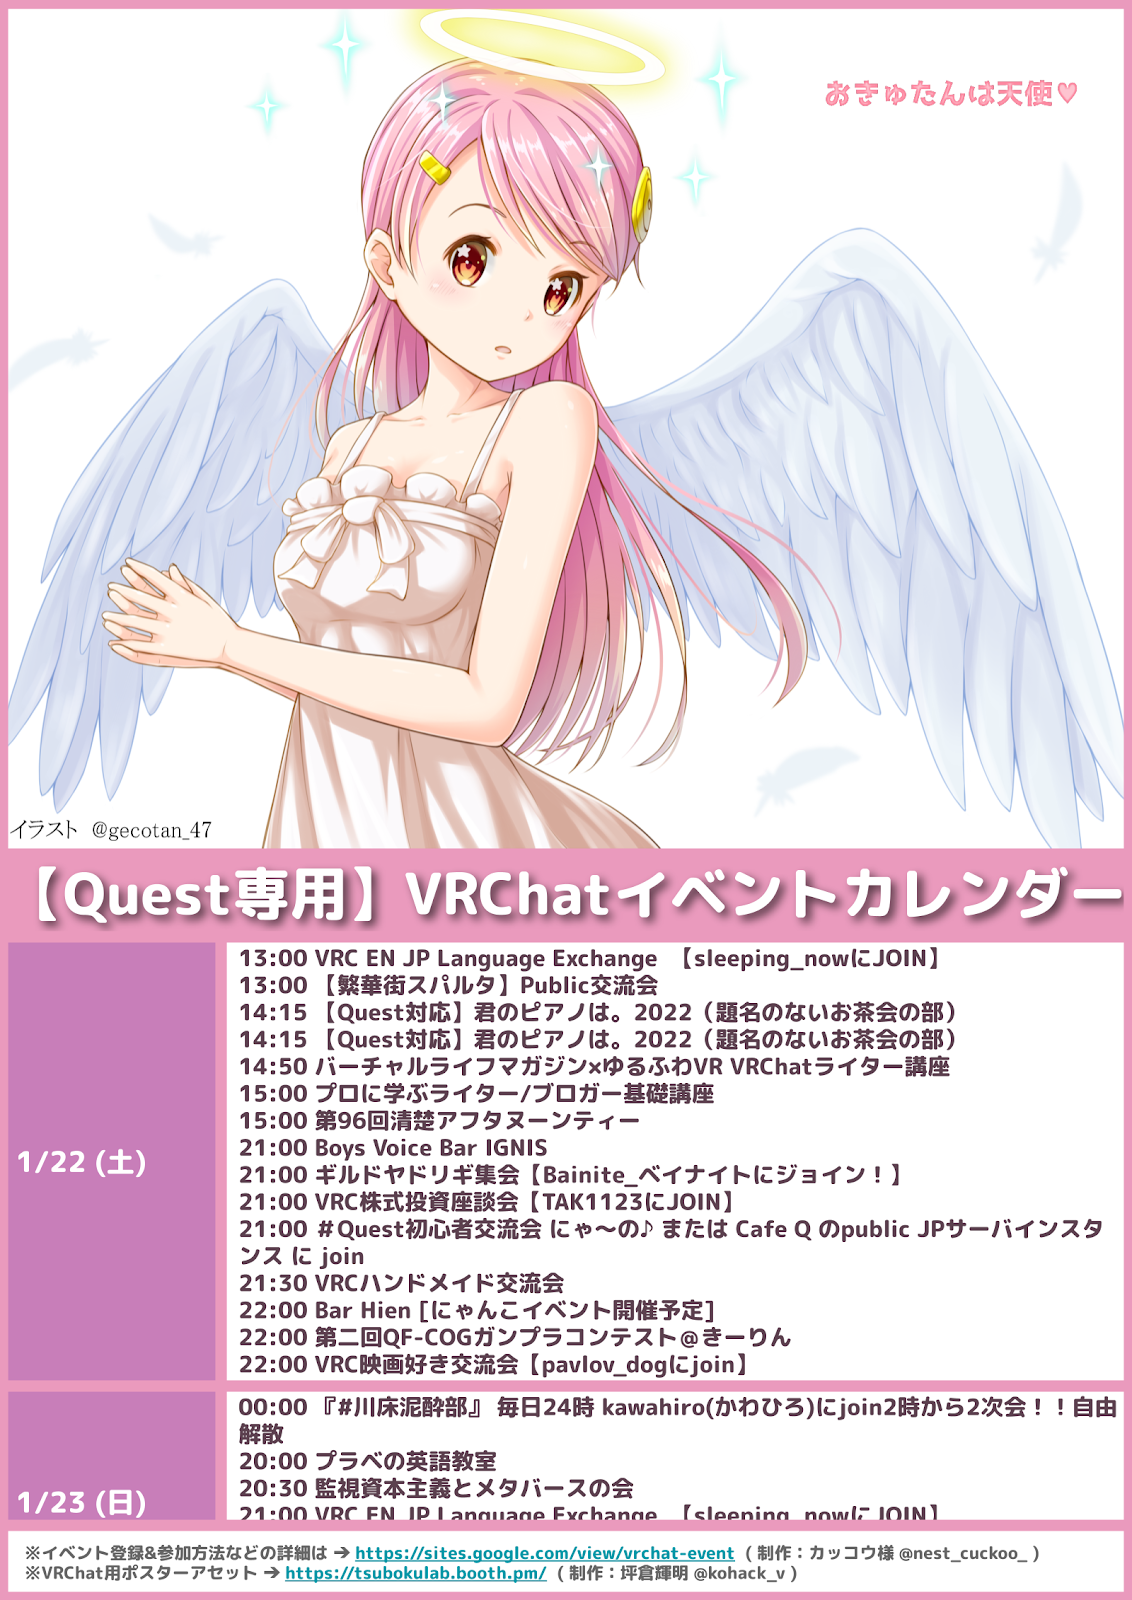 おきゅたんは天使♥
イラスト @gecotan_47
【Quest専用】VRChatイベントカレンダー
1/22 (土)
13:00 VRC EN JP Language Exchange 【sleeping_nowにJOIN】
13:00 【繁華街スパルタ】Public交流会
14:15 【Quest対応】君のピアノは。2022（題名のないお茶会の部）
14:15 【Quest対応】君のピアノは。2022（題名のないお茶会の部）
14:50 バーチャルライフマガジン×ゆるふわVR VRChatライター講座
15:00 プロに学ぶライター/ブロガー基礎講座
15:00 第96回清楚アフタヌーンティー
21:00 Boys Voice Bar IGNIS
21:00 ギルドヤドリギ集会【Bainite_ベイナイトにジョイン！】
21:00 VRC株式投資座談会【TAK1123にJOIN】
21:00 ＃Quest初心者交流会 にゃ〜の♪ または Cafe Q のpublic JPサーバインスタ
ンス に join
21:30 VRCハンドメイド交流会
22:00 Bar Hien [にゃんこイベント開催予定]
22:00 第二回QF-COGガンプラコンテスト＠きーりん
22:00 VRC映画好き交流会【pavlov_dogにjoin】
1/23 (日)
00:00 『#川床泥酔部』 毎日24時 kawahiro(かわひろ)にjoin2時から2次会！！自由
解散
20:00 プラベの英語教室
20:30 監視資本主義とメタバースの会
21:00 VRC EN JP Language Exchange 【sleeping_nowにJOIN】
※イベント登録&参加方法などの詳細は ➔ https://sites.google.com/view/vrchat-event ( 制作：カッコウ様 @nest_cuckoo_ )
※VRChat用ポスターアセット ➔ https://tsubokulab.booth.pm/ ( 制作：坪倉輝明 @kohack_v )